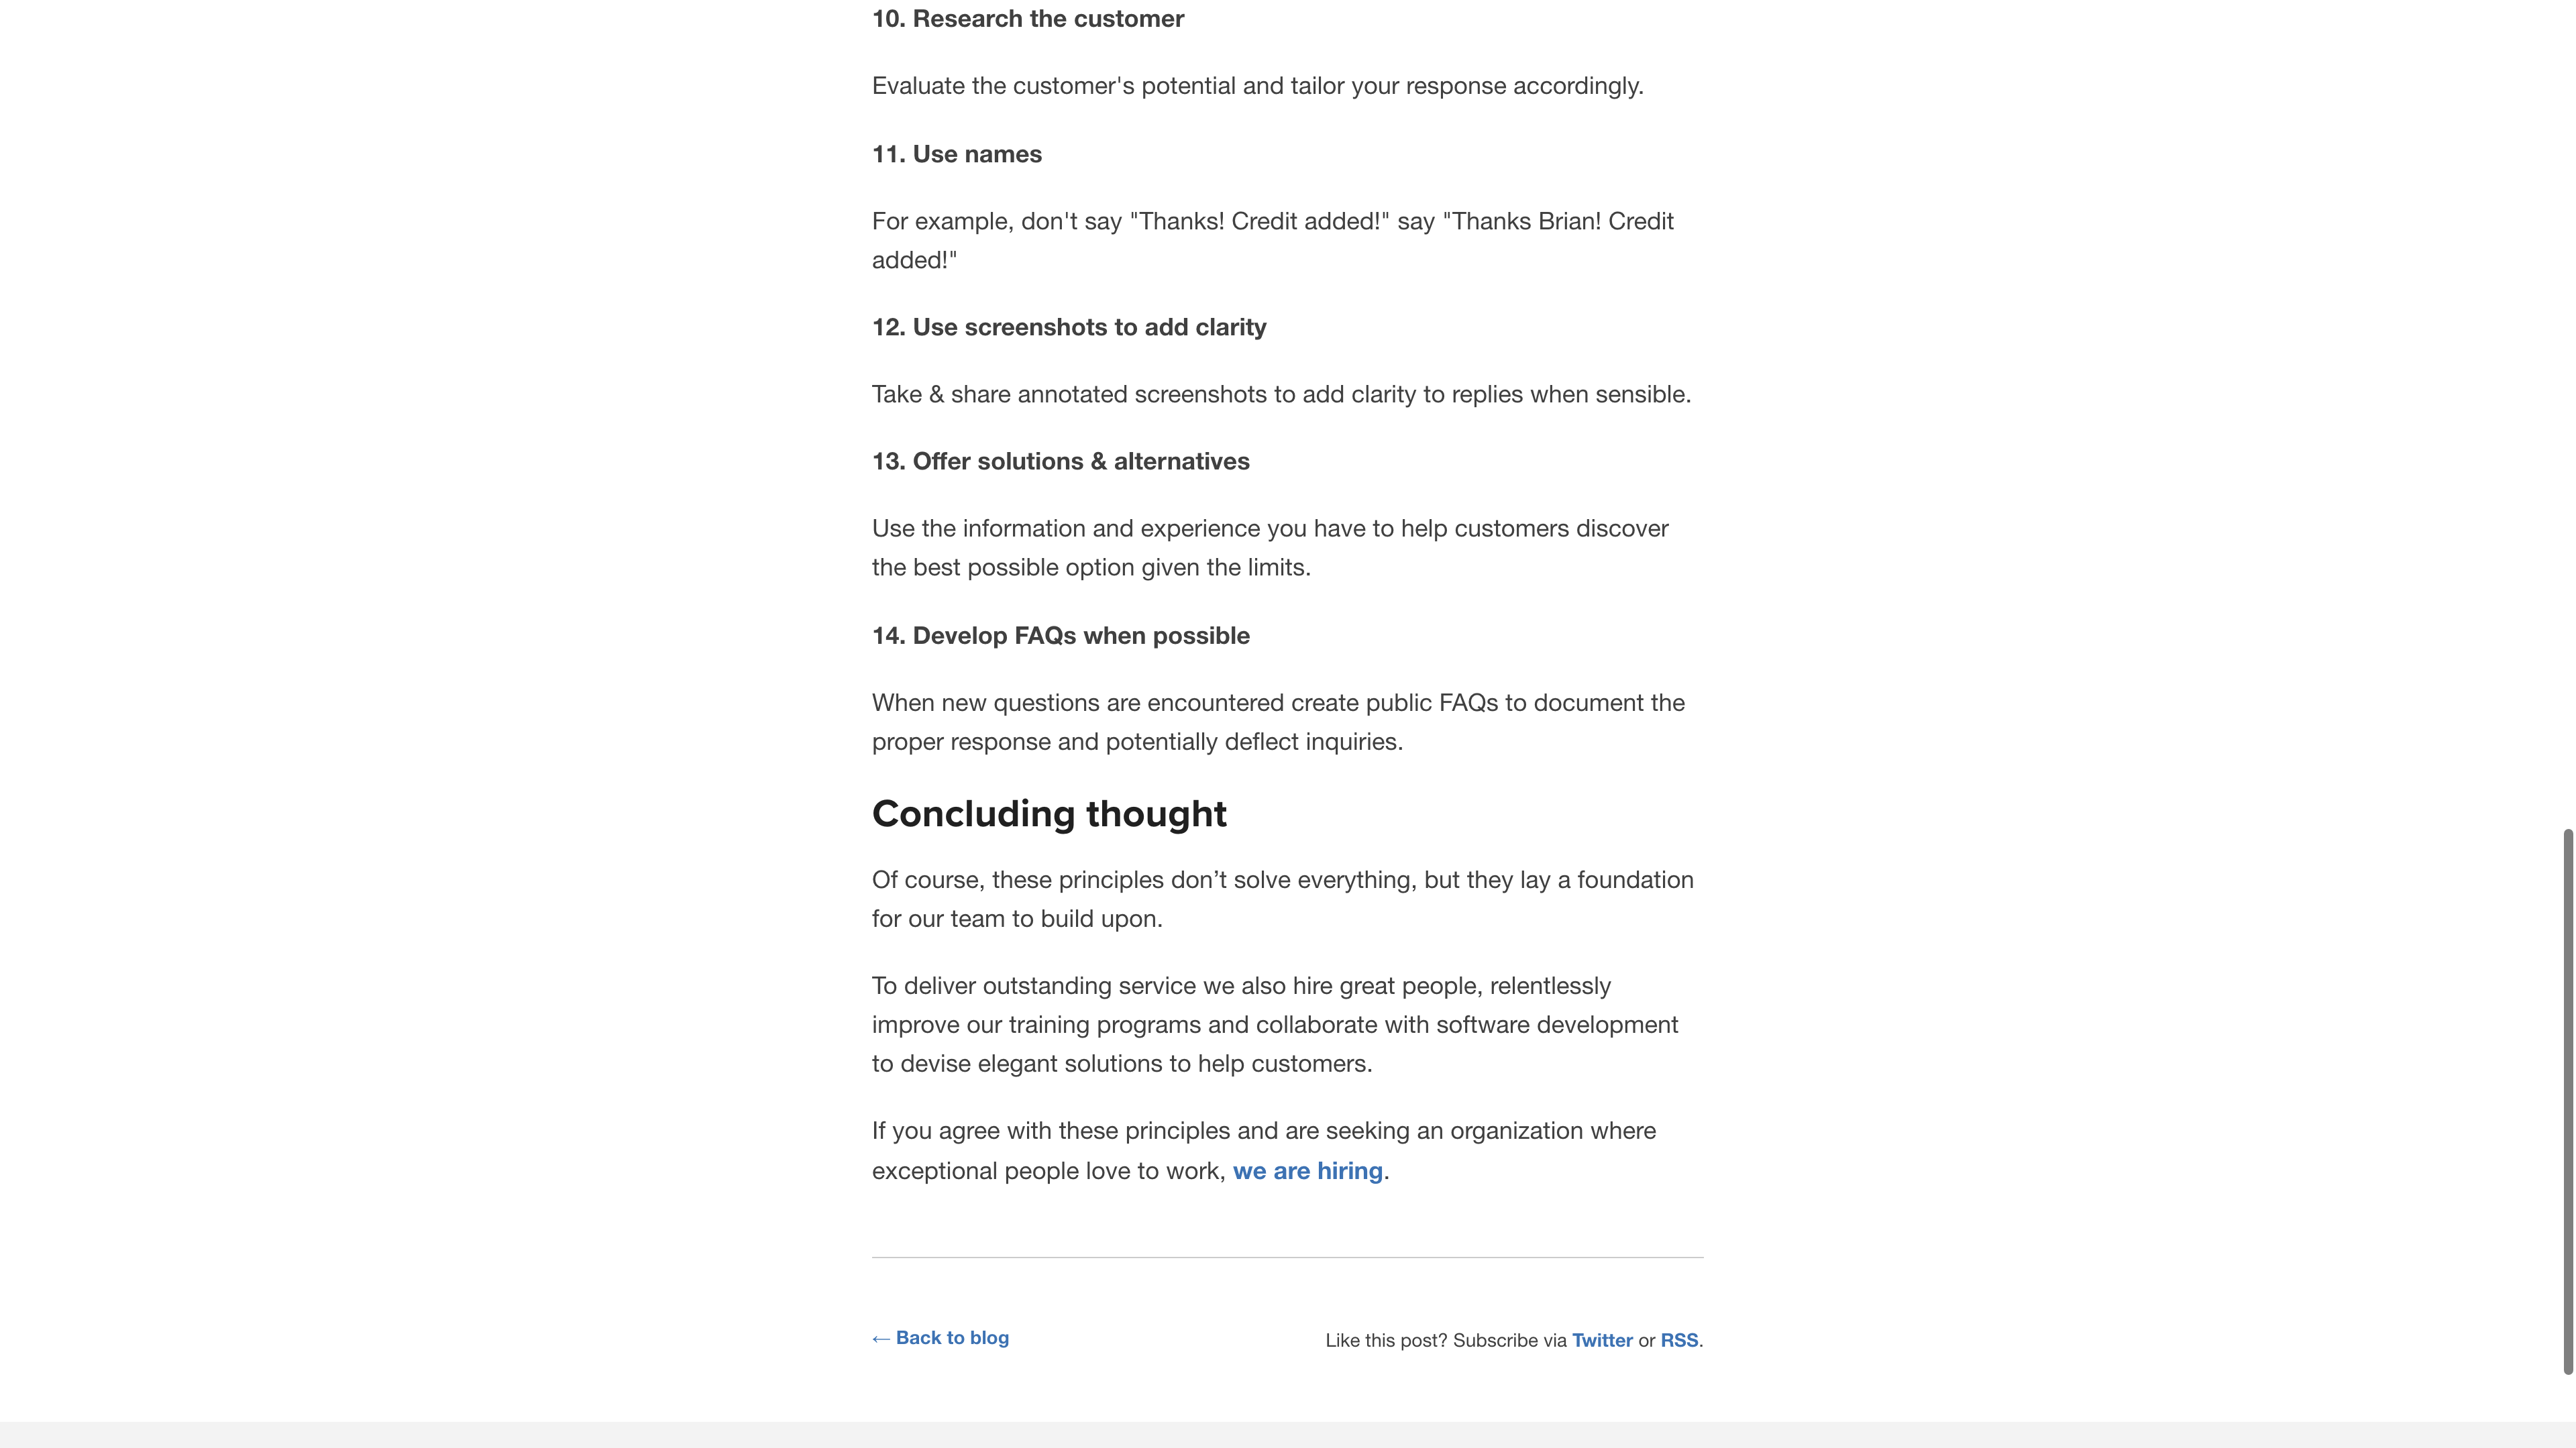 10. Research the customer
Evaluate the customer's potential and tailor your response accordingly.
11. Use names
For example, don't say "Thanks! Credit added!" say "Thanks Brian! Credit
added!"
12. Use screenshots to add clarity
Take & share annotated screenshots to add clarity to replies when sensible.
13. Offer solutions & alternatives
Use the information and experience you have to help customers discover
the best possible option given the limits.
14. Develop FAQs when possible
When new questions are encountered create public FAQs to document the
proper response and potentially deflect inquiries.
Concluding thought
Of course, these principles don’t solve everything, but they lay a foundation
for our team to build upon.
To deliver outstanding service we also hire great people, relentlessly
improve our training programs and collaborate with software development
to devise elegant solutions to help customers.
If you agree with these principles and are seeking an organization where
exceptional people love to work, we are hiring.
← Back to blog
Like this post? Subscribe via Twitter or RSS.